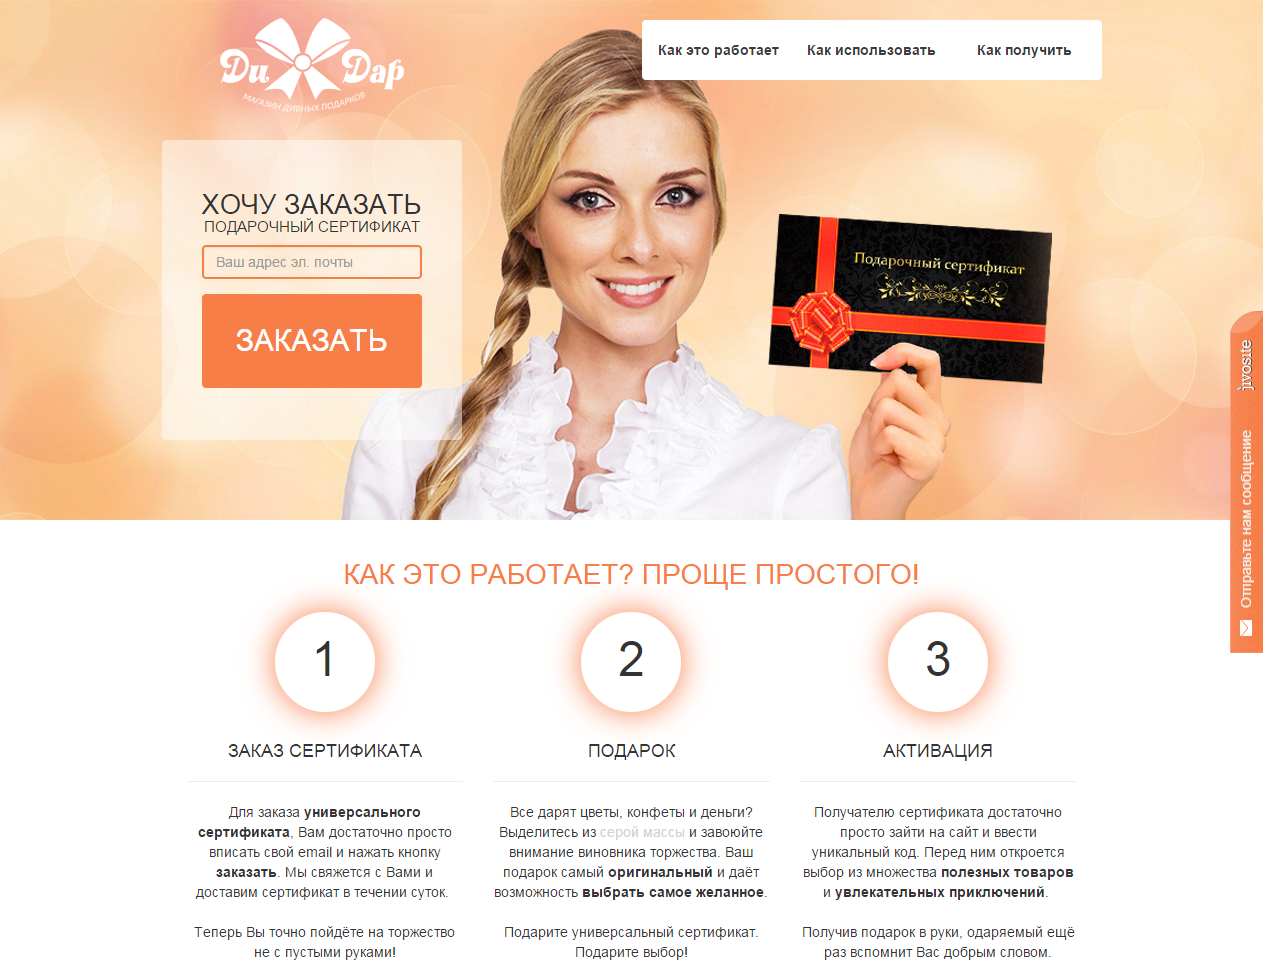 Ди Дар
МАГАЗИН ДИВНЫХ ПОДАРКОВ
Как это работает
Как использовать
Как получить
ХОЧУ ЗАКАЗАТЬ
ПОДАРОЧНЫЙ СЕРТИФИКАТ
Ваш адрес эл. почты
ЗАКАЗАТЬ
Подарочный сертификат
jivosite
Отправьте нам сообщение
КАК ЭТО РАБОТАЕТ? ПРОЩЕ ПРОСТОГО!
1
ЗАКАЗ СЕРТИФИКАТА
Для заказа универсального
сертификата, Вам достаточно просто
вписать свой email и нажать кнопку
заказать. Мы свяжется с Вами и
доставим сертификат в течении суток.
Теперь Вы точно пойдёте на торжество
не с пустыми руками!
2
ПОДАРОК
Все дарят цветы, конфеты и деньги?
Выделитесь из серой массы и завоюйте
внимание виновника торжества. Ваш
подарок самый оригинальный и даёт
возможность выбрать самое желанное.
Подарите универсальный сертификат.
Подарите выбор!
3
АКТИВАЦИЯ
Получателю сертификата достаточно
просто зайти на сайт и ввести
уникальный код. Перед ним откроется
выбор из множества полезных товаров
и увлекательных приключений.
Получив подарок в руки, одаряемый ещё
раз вспомнит Вас добрым словом.